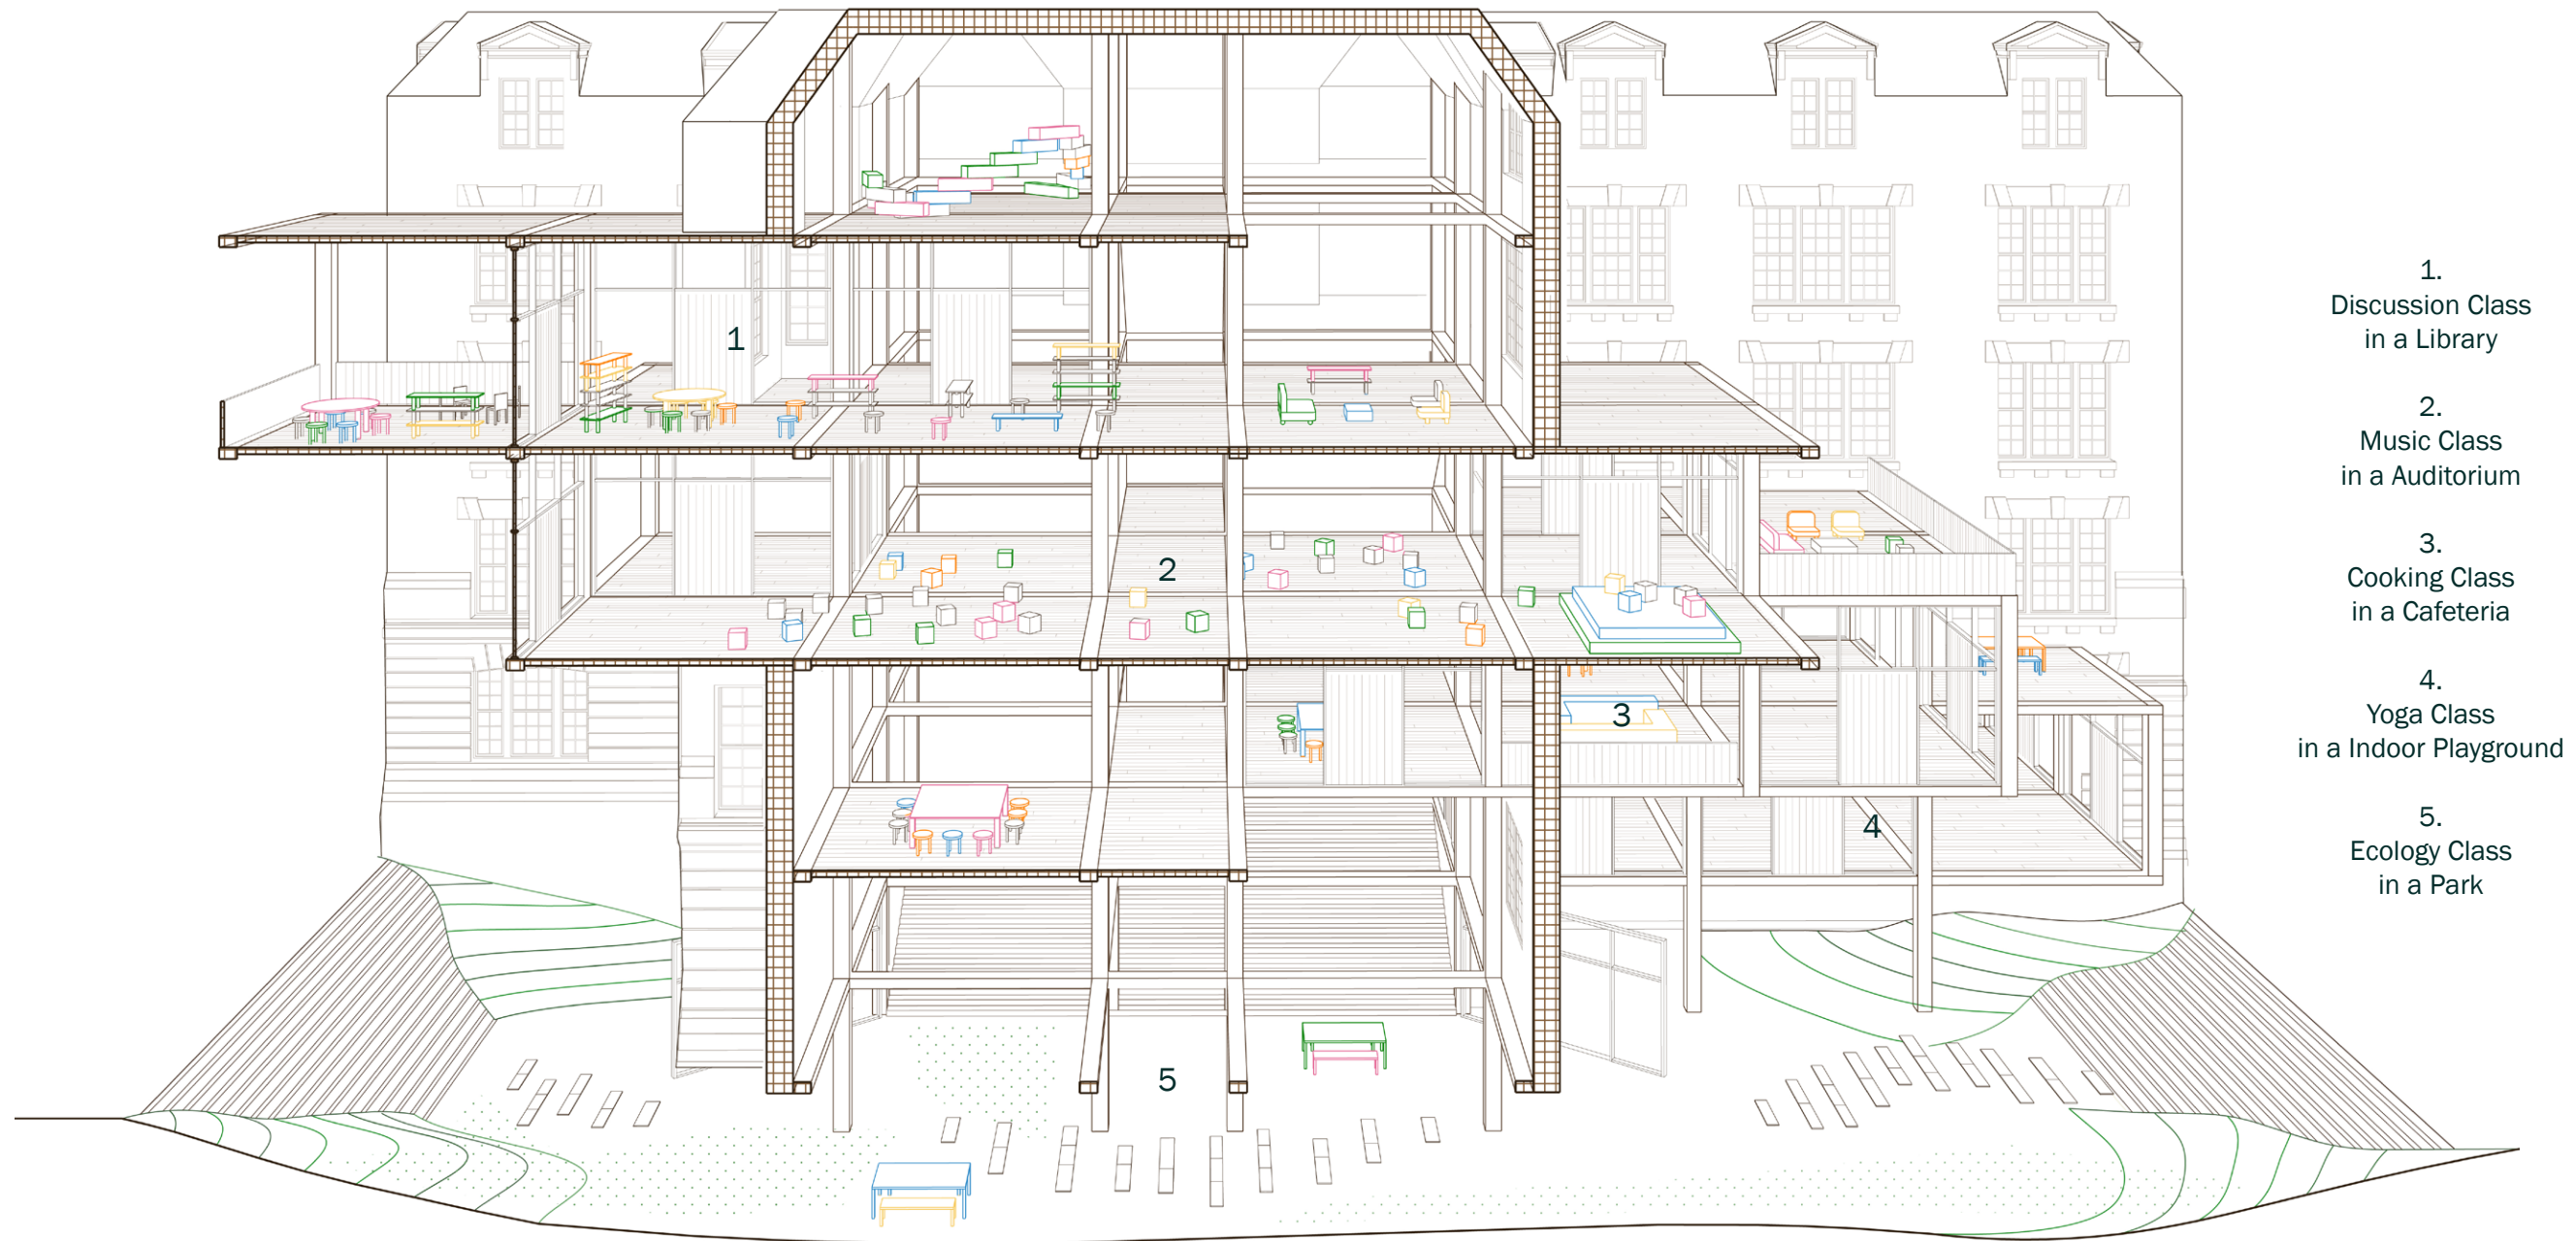 1
2
3
4
5
1.
Discussion Class
in a Library
2.
Music Class
in a Auditorium
3.
Cooking Class
in a Cafeteria
4.
Yoga Class
in a Indoor Playground
5.
Ecology Class
in a Park